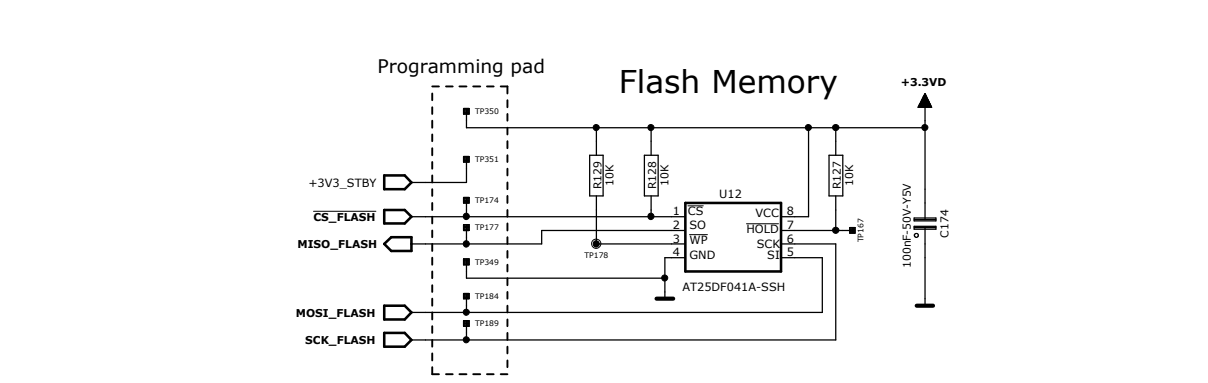 Programming pad
Flash Memory
+3.3VD
TP350
TP351
+3V3_STBY
R129
10K
R128
10K
R127
10K
U12
TP174
CS_FLASH
1 CS
VCC 8
TP177
2 SO
HOLD 7
TP167
MISO_FLASH
3 WP
SCK 6
TP178
4 GND
SI 5
100nF-50V-Y5V
C174
TP349
AT25DF041A-SSH
TP184
MOSI_FLASH
TP189
SCK_FLASH